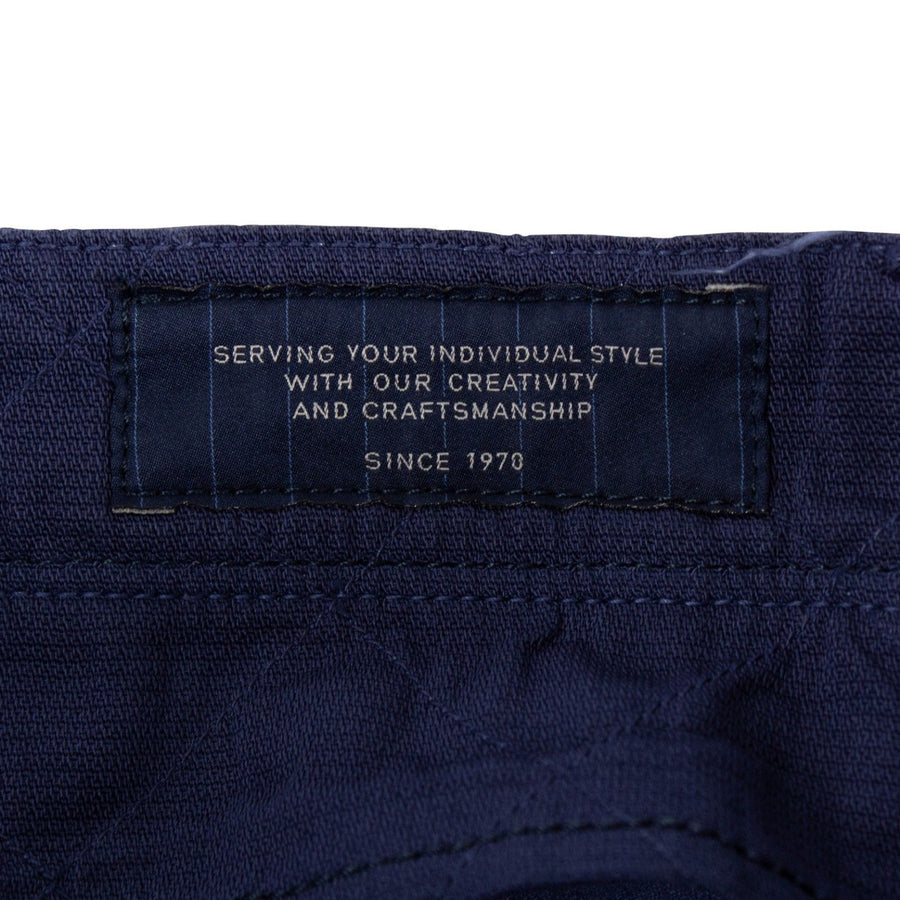 SERVING YOUR INDIVIDUAL STYLE
WITH OUR CREATIVITY
AND CRAFTSMANSHIP
SINCE 1970